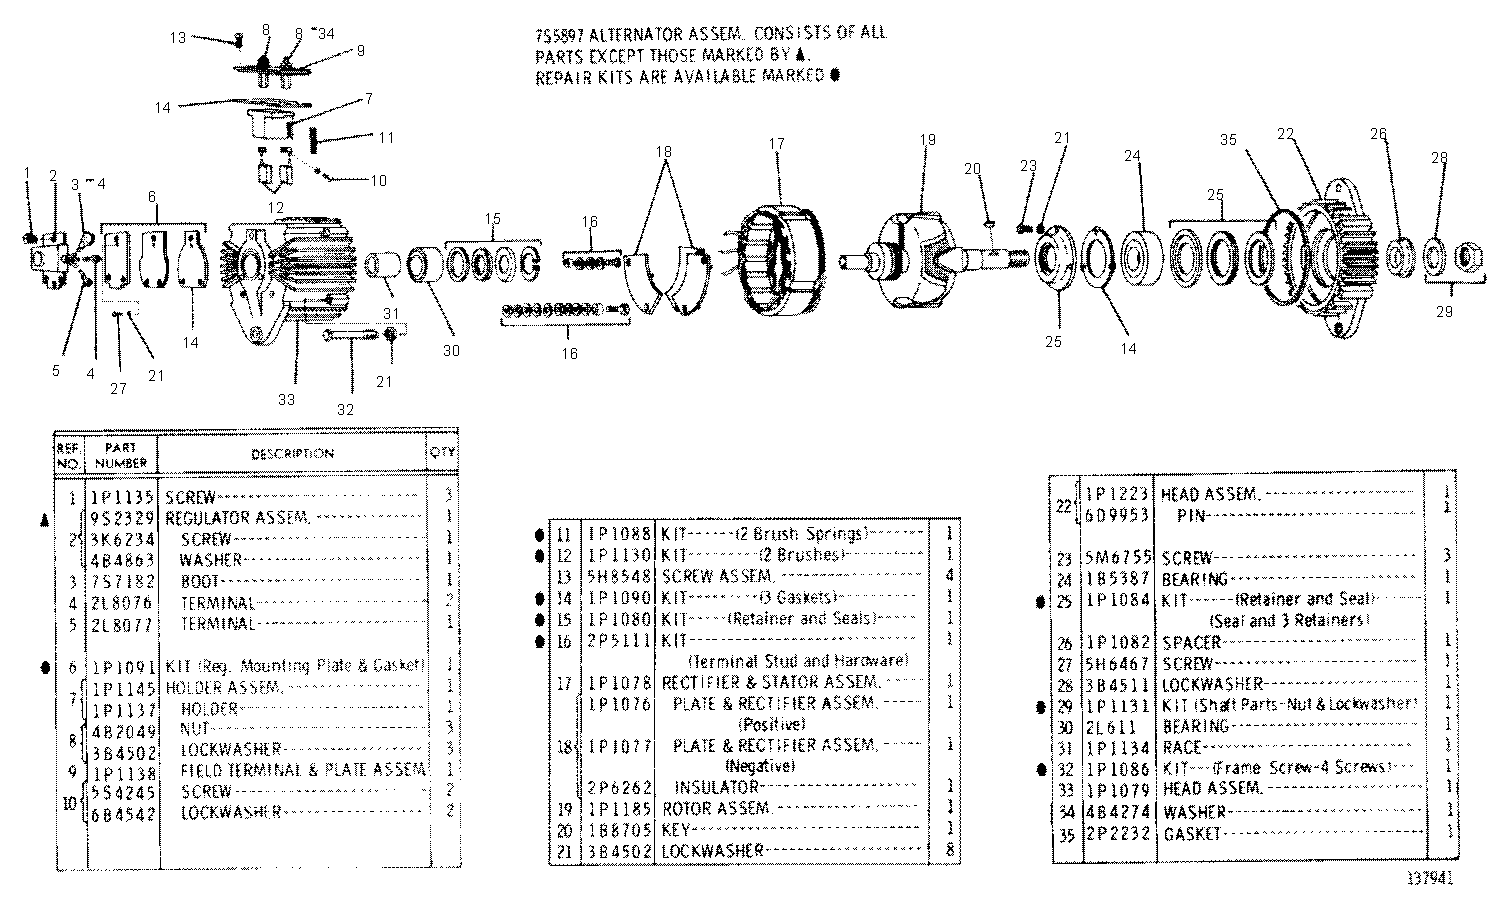 7S5897 ALTERNATOR ASSEM. CONSISTS OF ALL
PARTS EXCEPT THOSE MARKED BY ▲.
REPAIR KITS ARE AVAILABLE MARKED ●
13 8 8 34
9
14 7
11
10
1 2 3 4 6 12 15 16 18 17 19 20 23 21 24 25 35 22 26 28
5 4 27 21 14 33 32 31 21 30 16 25 14 29
REF. NO. PART NUMBER DESCRIPTION QTY
1 1P1135 SCREW 3
▲ 9S2329 REGULATOR ASSEM. 1
2 3K6234 SCREW 1
4B4863 WASHER 1
3 7S7182 BOOT 1
4 2L8076 TERMINAL 2
5 2L8077 TERMINAL 1
● 6 1P1091 KIT (Reg. Mounting Plate & Gasket) 1
7 1P1145 HOLDER ASSEM. 1
1P1137 HOLDER 1
8 4B2049 NUT 3
3B4502 LOCKWASHER 3
9 1P1138 FIELD TERMINAL & PLATE ASSEM 1
10 5S4245 SCREW 2
6B4542 LOCKWASHER 2
● 11 1P1088 KIT (2 Brush Springs) 1
● 12 1P1130 KIT (2 Brushes) 1
13 5H8548 SCREW ASSEM. 4
● 14 1P1090 KIT (3 Gaskets) 1
● 15 1P1080 KIT (Retainer and Seals) 1
● 16 2P5111 KIT 1
(Terminal Stud and Hardware)
17 1P1078 RECTIFIER & STATOR ASSEM. 1
1P1076 PLATE & RECTIFIER ASSEM. 1
(Positive)
18 1P1077 PLATE & RECTIFIER ASSEM. 1
(Negative)
2P6262 INSULATOR 1
19 1P1185 ROTOR ASSEM. 1
20 1B8705 KEY 1
21 3B4502 LOCKWASHER 8
22 1P1223 HEAD ASSEM. 1
6D9953 PIN 1
23 5M6755 SCREW 3
24 1B5387 BEARING 1
● 25 1P1084 KIT (Retainer and Seal) 1
(Seal and 3 Retainers)
26 1P1082 SPACER 1
27 5H6467 SCREW 1
28 3B4511 LOCKWASHER 1
● 29 1P1131 KIT (Shaft Parts-Nut & Lockwasher) 1
30 2L611 BEARING 1
31 1P1134 RACE 1
● 32 1P1086 KIT (Frame Screw-4 Screws) 1
33 1P1079 HEAD ASSEM. 1
34 4B4274 WASHER 1
35 2P2232 GASKET 1
137941